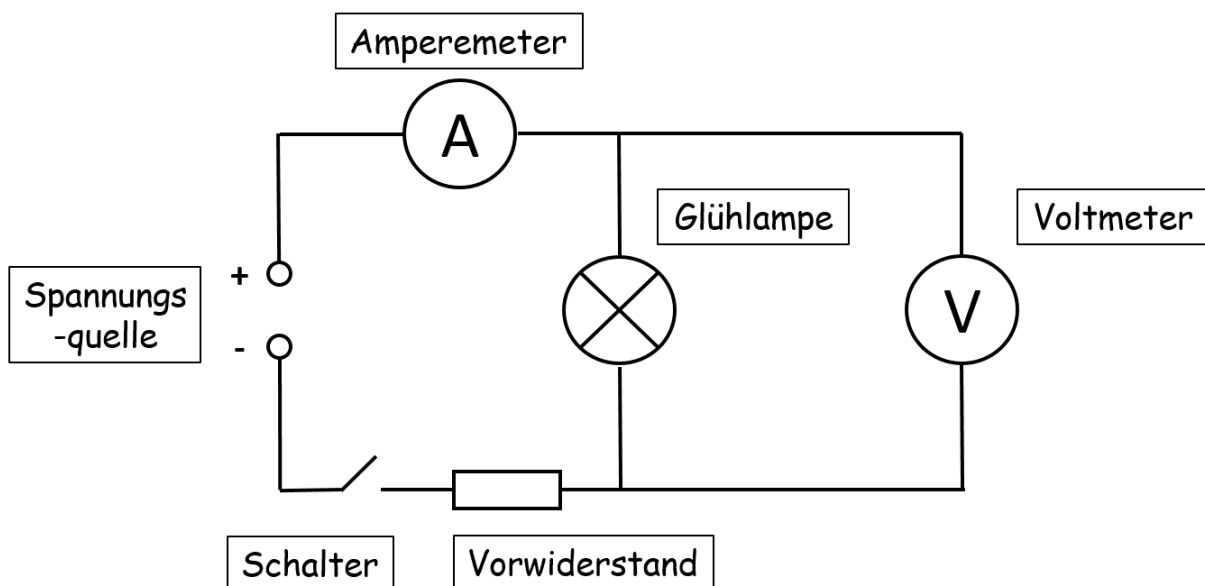 Amperemeter
A
Glühlampe
Voltmeter
+
Spannungs
-quelle
-
V
Schalter
Vorwiderstand